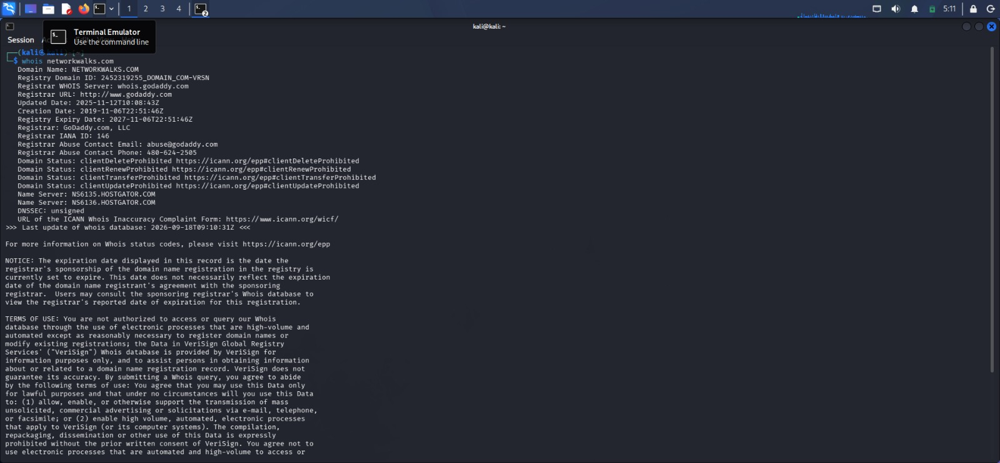 1 2 3 4
2
5:11
Terminal Emulator
Use the command line
kali@kali: ~
Session
(kali㉿kali) [~]
$ whois networkwalks.com
Domain Name: NETWORKWALKS.COM
Registry Domain ID: 2452319255_DOMAIN_COM-VRSN
Registrar WHOIS Server: whois.godaddy.com
Registrar URL: http://www.godaddy.com
Updated Date: 2025-11-12T10:08:43Z
Creation Date: 2019-11-06T22:51:46Z
Registry Expiry Date: 2027-11-06T22:51:46Z
Registrar: GoDaddy.com, LLC
Registrar IANA ID: 146
Registrar Abuse Contact Email: abuse@godaddy.com
Registrar Abuse Contact Phone: 480-624-2505
Domain Status: clientDeleteProhibited https://icann.org/epp#clientDeleteProhibited
Domain Status: clientRenewProhibited https://icann.org/epp#clientRenewProhibited
Domain Status: clientTransferProhibited https://icann.org/epp#clientTransferProhibited
Domain Status: clientUpdateProhibited https://icann.org/epp#clientUpdateProhibited
Name Server: NS6135.HOSTGATOR.COM
Name Server: NS6136.HOSTGATOR.COM
DNSSEC: unsigned
URL of the ICANN Whois Inaccuracy Complaint Form: https://www.icann.org/wicf/
>>> Last update of whois database: 2026-09-18T09:10:31Z <<<
For more information on Whois status codes, please visit https://icann.org/epp
NOTICE: The expiration date displayed in this record is the date the
registrar's sponsorship of the domain name registration in the registry is
currently set to expire. This date does not necessarily reflect the expiration
date of the domain name registrant's agreement with the sponsoring
registrar.  Users may consult the sponsoring registrar's Whois database to
view the registrar's reported date of expiration for this registration.
TERMS OF USE: You are not authorized to access or query our Whois
database through the use of electronic processes that are high-volume and
automated except as reasonably necessary to register domain names or
modify existing registrations; the Data in VeriSign Global Registry
Services' ("VeriSign") Whois database is provided by VeriSign for
information purposes only, and to assist persons in obtaining information
about or related to a domain name registration record. VeriSign does not
guarantee its accuracy. By submitting a Whois query, you agree to abide
by the following terms of use: You agree that you may use this Data only
for lawful purposes and that under no circumstances will you use this Data
to: (1) allow, enable, or otherwise support the transmission of mass
unsolicited, commercial advertising or solicitations via e-mail, telephone,
or facsimile; or (2) enable high volume, automated, electronic processes
that apply to VeriSign (or its computer systems). The compilation,
repackaging, dissemination or other use of this Data is expressly
prohibited without the prior written consent of VeriSign. You agree not to
use electronic processes that are automated and high-volume to access or